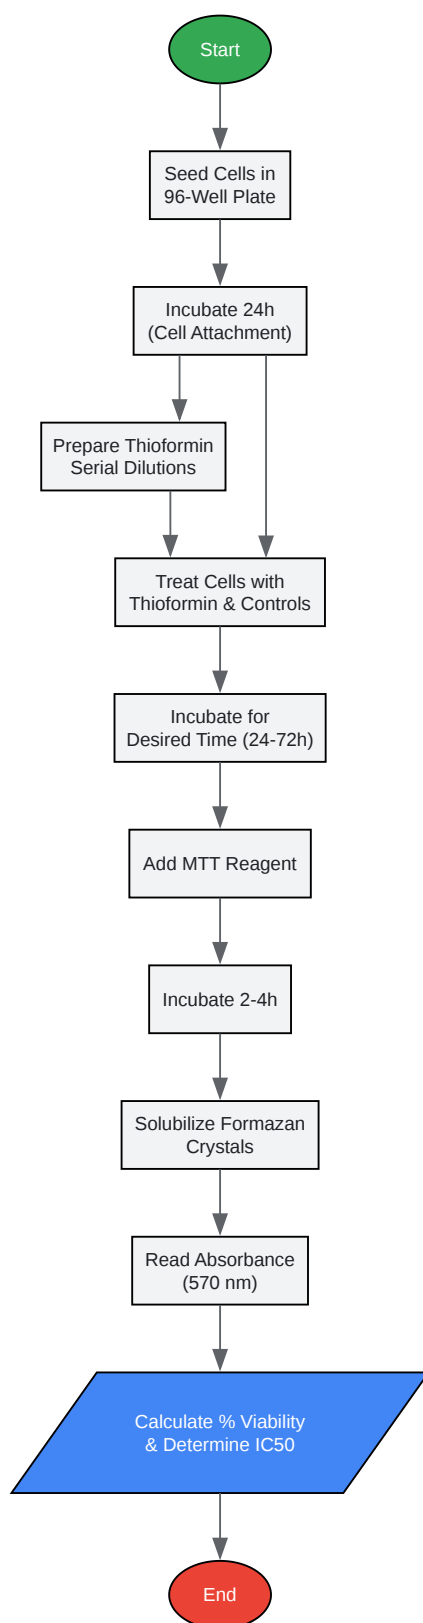 Start
Seed Cells in
96-Well Plate
Incubate 24h
(Cell Attachment)
Prepare Thioformin
Serial Dilutions
Treat Cells with
Thioformin & Controls
Incubate for
Desired Time (24-72h)
Add MTT Reagent
Incubate 2-4h
Solubilize Formazan
Crystals
Read Absorbance
(570 nm)
Calculate % Viability
& Determine IC50
End